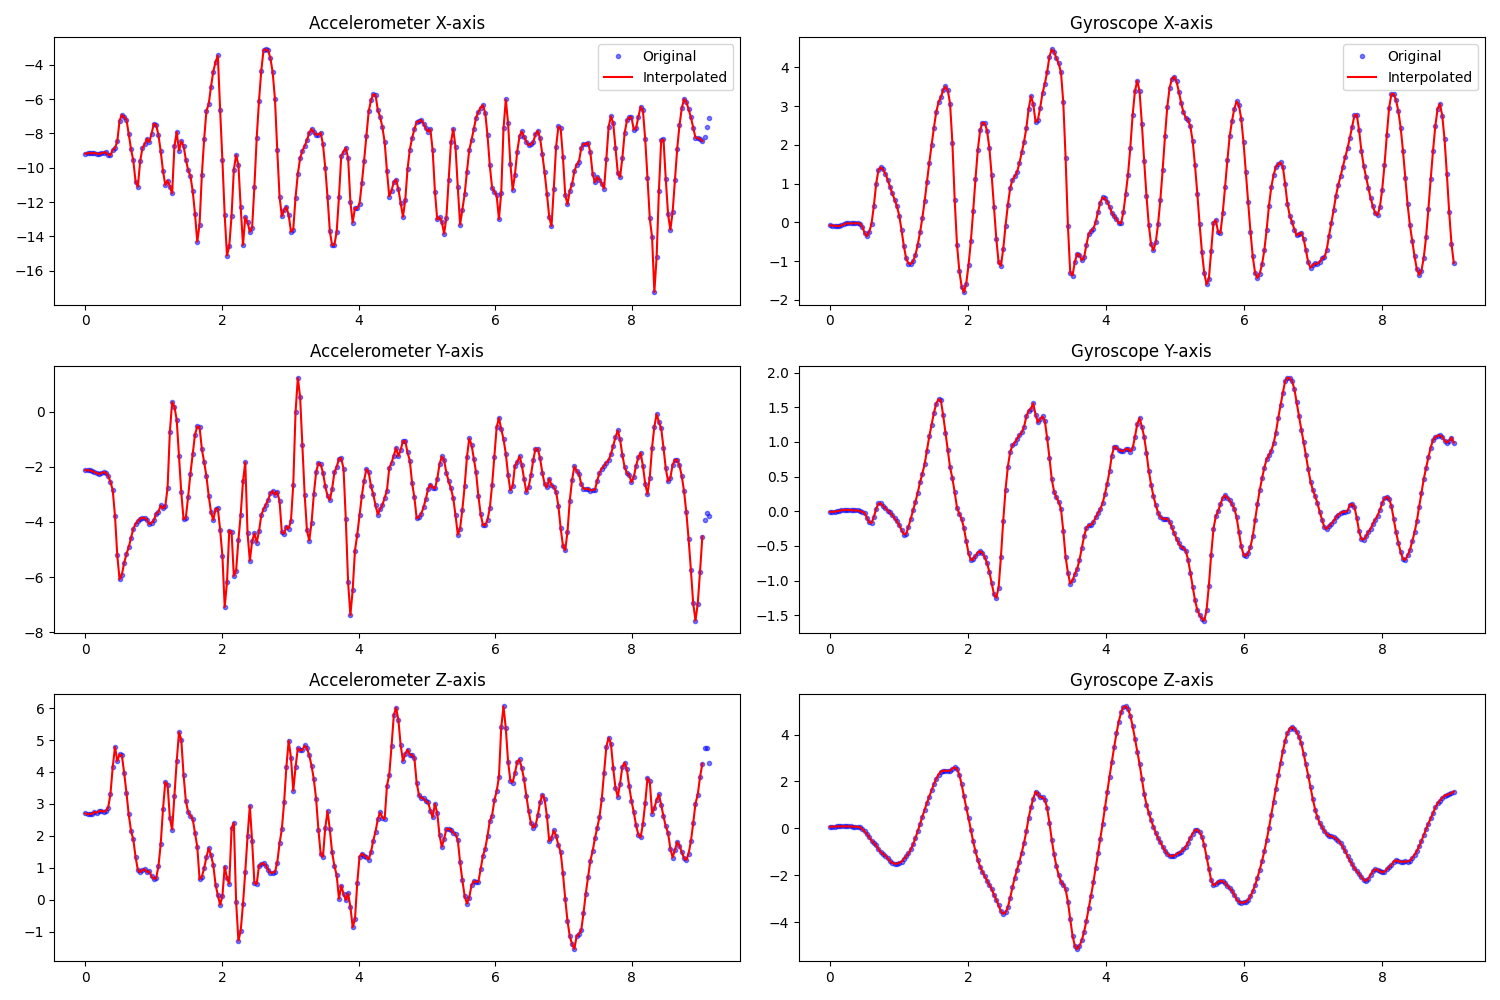 Accelerometer X-axis
Original
Interpolated
−4
−6
−8
−10
−12
−14
−16
0 2 4 6 8
Gyroscope X-axis
Original
Interpolated
4
3
2
1
0
−1
−2
0 2 4 6 8
Accelerometer Y-axis
0
−2
−4
−6
−8
0 2 4 6 8
Gyroscope Y-axis
2.0
1.5
1.0
0.5
0.0
−0.5
−1.0
−1.5
0 2 4 6 8
Accelerometer Z-axis
6
5
4
3
2
1
0
−1
0 2 4 6 8
Gyroscope Z-axis
4
2
0
−2
−4
0 2 4 6 8